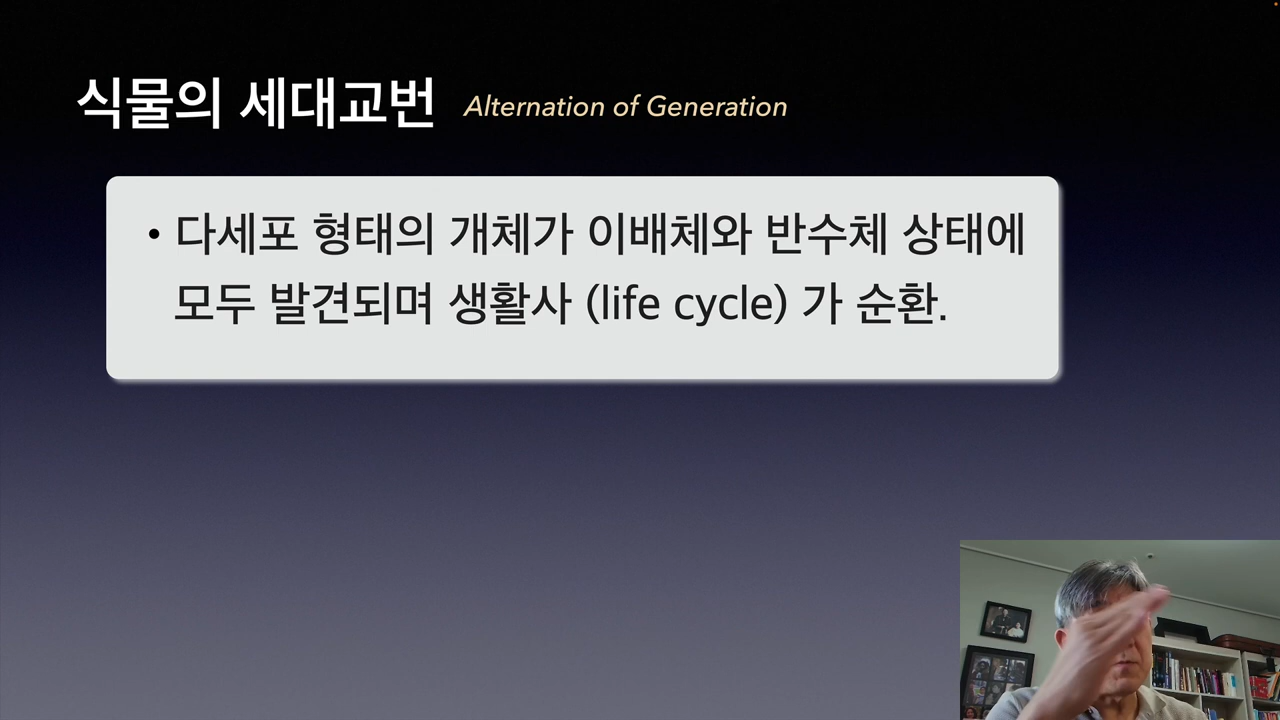 식물의 세대교번 Alternation of Generation
• 다세포 형태의 개체가 이배체와 반수체 상태에
모두 발견되며 생활사 (life cycle) 가 순환.